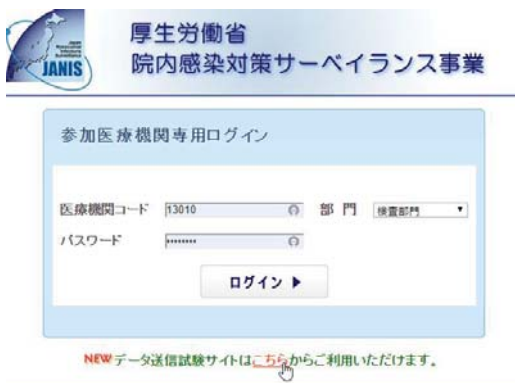 JANIS
厚生労働省
院内感染対策サーベイランス事業
参加医療機関専用ログイン
医療機関コード 13010 部門 検査部門
パスワード ••••••••
ログイン ▶
NEWデータ送信試験サイトはこちらからご利用いただけます。